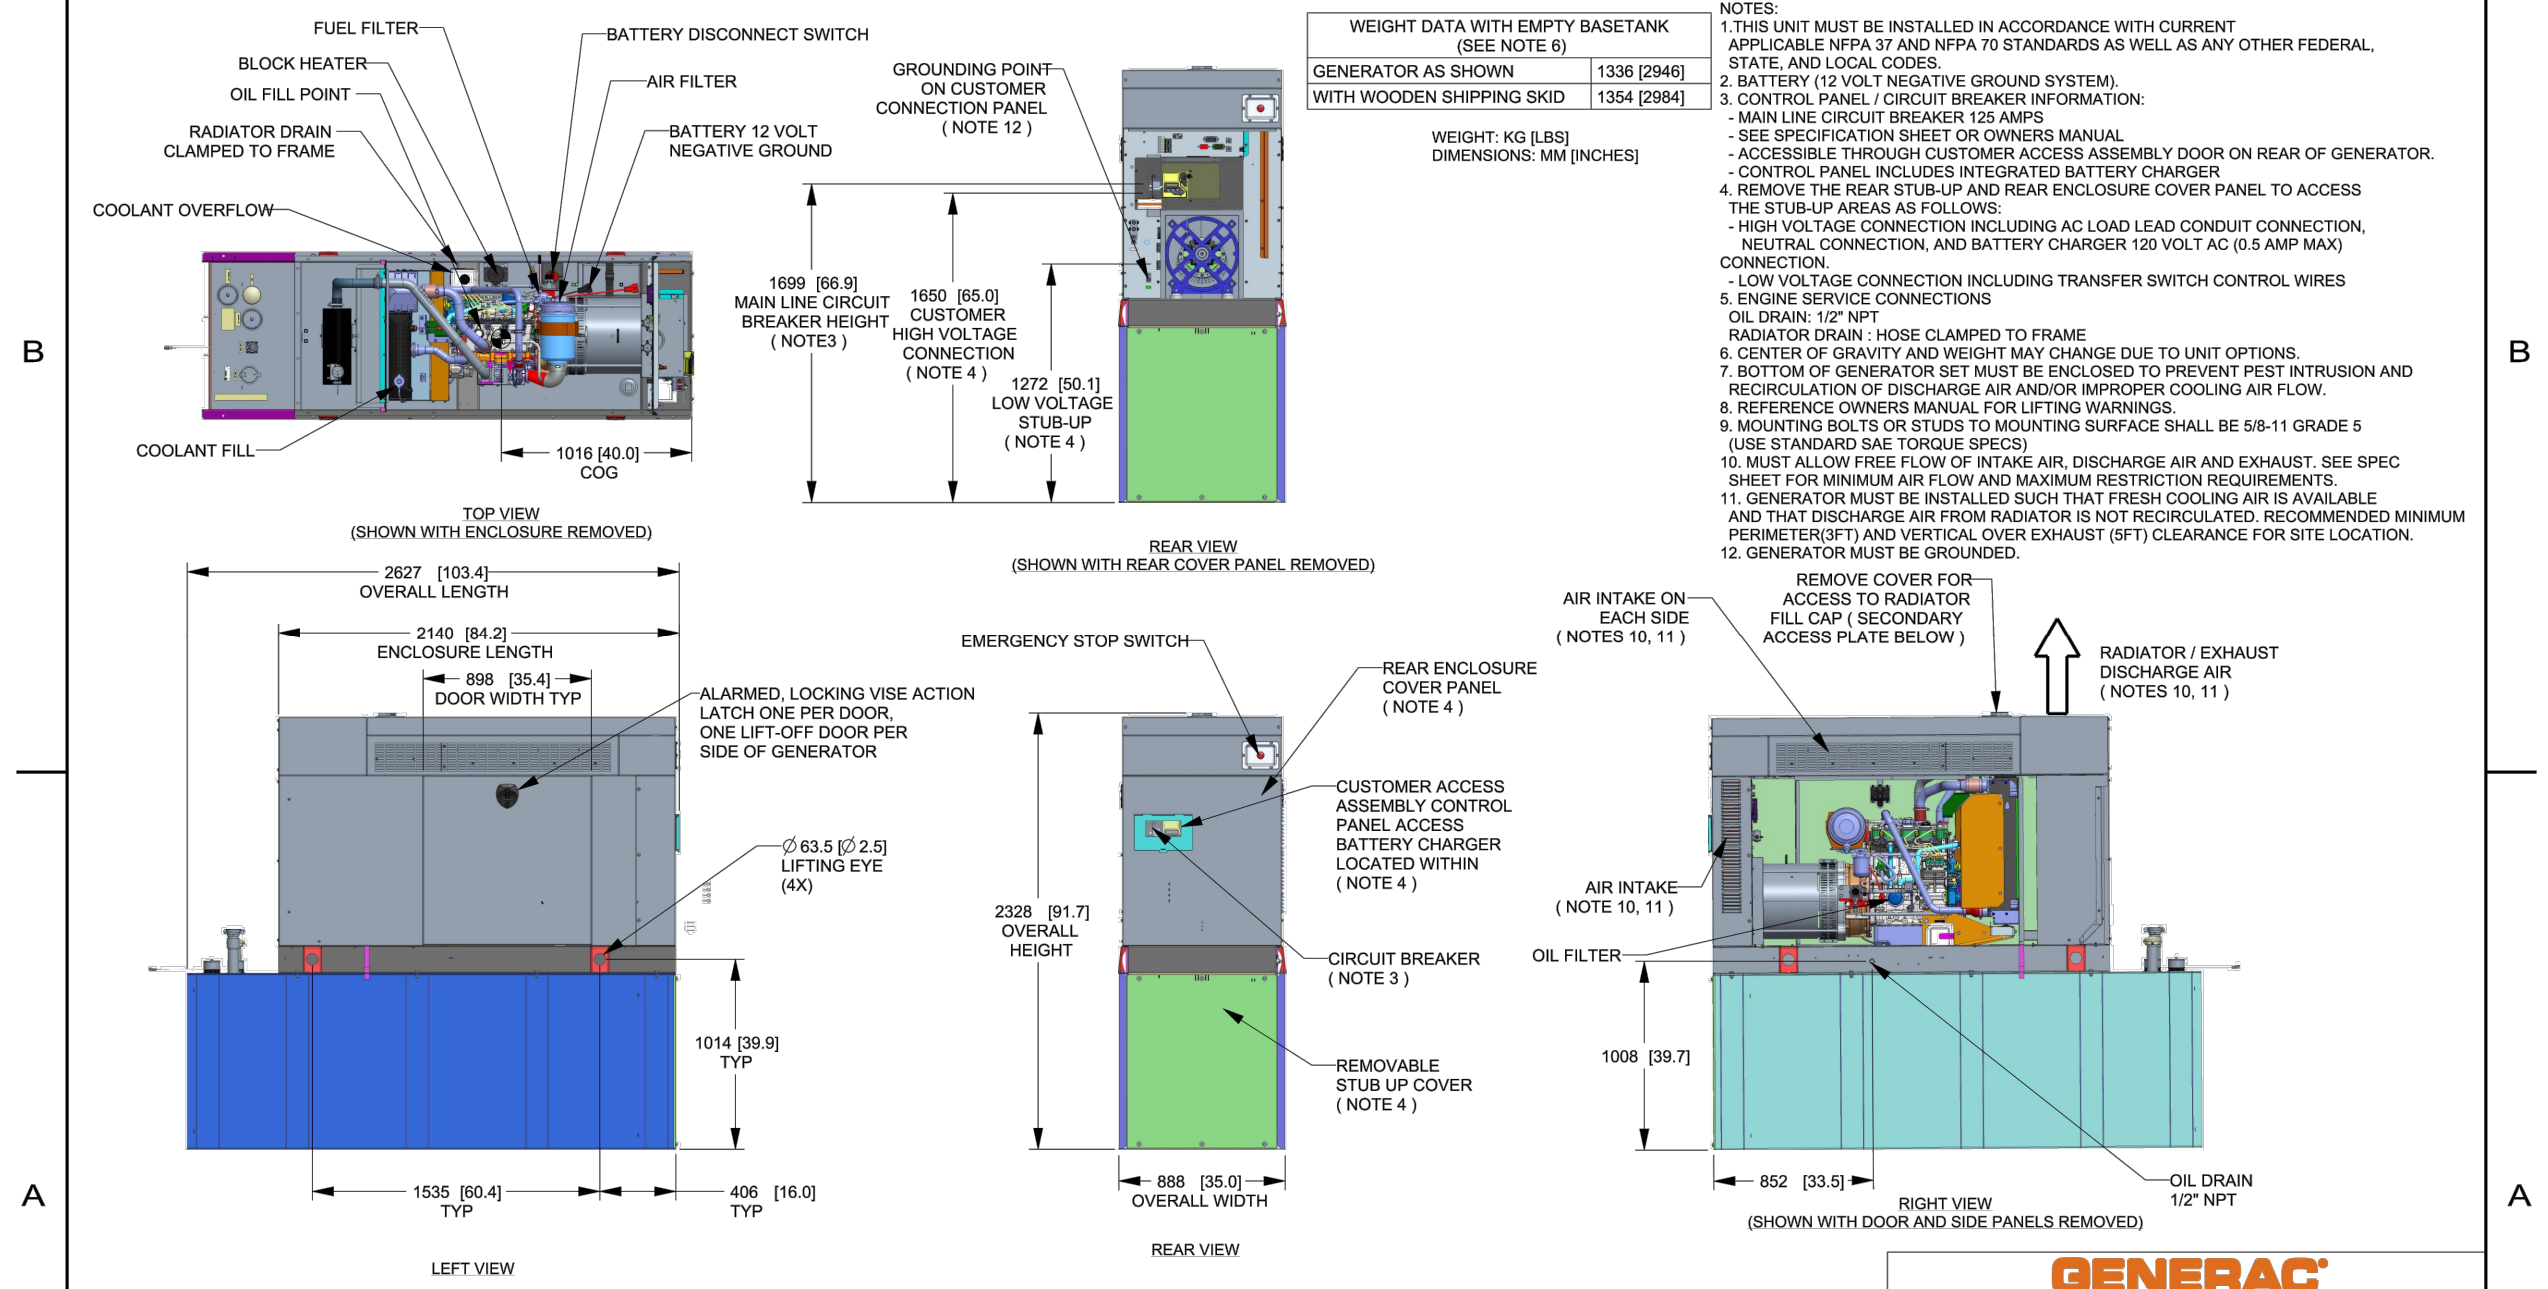 FUEL FILTER
BLOCK HEATER
OIL FILL POINT
RADIATOR DRAIN
CLAMPED TO FRAME
COOLANT OVERFLOW
COOLANT FILL
BATTERY DISCONNECT SWITCH
AIR FILTER
BATTERY 12 VOLT
NEGATIVE GROUND
1016 [40.0]
COG
TOP VIEW
(SHOWN WITH ENCLOSURE REMOVED)
GROUNDING POINT
ON CUSTOMER
CONNECTION PANEL
( NOTE 12 )
1699 [66.9]
MAIN LINE CIRCUIT
BREAKER HEIGHT
( NOTE3 )
1650 [65.0]
CUSTOMER
HIGH VOLTAGE
CONNECTION
( NOTE 4 )
1272 [50.1]
LOW VOLTAGE
STUB-UP
( NOTE 4 )
REAR VIEW
(SHOWN WITH REAR COVER PANEL REMOVED)
WEIGHT DATA WITH EMPTY BASETANK
(SEE NOTE 6)
GENERATOR AS SHOWN 1336 [2946]
WITH WOODEN SHIPPING SKID 1354 [2984]
WEIGHT: KG [LBS]
DIMENSIONS: MM [INCHES]
NOTES:
1.THIS UNIT MUST BE INSTALLED IN ACCORDANCE WITH CURRENT
APPLICABLE NFPA 37 AND NFPA 70 STANDARDS AS WELL AS ANY OTHER FEDERAL,
STATE, AND LOCAL CODES.
2. BATTERY (12 VOLT NEGATIVE GROUND SYSTEM).
3. CONTROL PANEL / CIRCUIT BREAKER INFORMATION:
- MAIN LINE CIRCUIT BREAKER 125 AMPS
- SEE SPECIFICATION SHEET OR OWNERS MANUAL
- ACCESSIBLE THROUGH CUSTOMER ACCESS ASSEMBLY DOOR ON REAR OF GENERATOR.
- CONTROL PANEL INCLUDES INTEGRATED BATTERY CHARGER
4. REMOVE THE REAR STUB-UP AND REAR ENCLOSURE COVER PANEL TO ACCESS
THE STUB-UP AREAS AS FOLLOWS:
- HIGH VOLTAGE CONNECTION INCLUDING AC LOAD LEAD CONDUIT CONNECTION,
NEUTRAL CONNECTION, AND BATTERY CHARGER 120 VOLT AC (0.5 AMP MAX)
CONNECTION.
- LOW VOLTAGE CONNECTION INCLUDING TRANSFER SWITCH CONTROL WIRES
5. ENGINE SERVICE CONNECTIONS
OIL DRAIN: 1/2" NPT
RADIATOR DRAIN : HOSE CLAMPED TO FRAME
6. CENTER OF GRAVITY AND WEIGHT MAY CHANGE DUE TO UNIT OPTIONS.
7. BOTTOM OF GENERATOR SET MUST BE ENCLOSED TO PREVENT PEST INTRUSION AND
RECIRCULATION OF DISCHARGE AIR AND/OR IMPROPER COOLING AIR FLOW.
8. REFERENCE OWNERS MANUAL FOR LIFTING WARNINGS.
9. MOUNTING BOLTS OR STUDS TO MOUNTING SURFACE SHALL BE 5/8-11 GRADE 5
(USE STANDARD SAE TORQUE SPECS)
10. MUST ALLOW FREE FLOW OF INTAKE AIR, DISCHARGE AIR AND EXHAUST. SEE SPEC
SHEET FOR MINIMUM AIR FLOW AND MAXIMUM RESTRICTION REQUIREMENTS.
11. GENERATOR MUST BE INSTALLED SUCH THAT FRESH COOLING AIR IS AVAILABLE
AND THAT DISCHARGE AIR FROM RADIATOR IS NOT RECIRCULATED. RECOMMENDED MINIMUM
PERIMETER(3FT) AND VERTICAL OVER EXHAUST (5FT) CLEARANCE FOR SITE LOCATION.
12. GENERATOR MUST BE GROUNDED.
B
B
2627 [103.4]
OVERALL LENGTH
2140 [84.2]
ENCLOSURE LENGTH
898 [35.4]
DOOR WIDTH TYP
ALARMED, LOCKING VISE ACTION
LATCH ONE PER DOOR,
ONE LIFT-OFF DOOR PER
SIDE OF GENERATOR
Ø 63.5 [Ø 2.5]
LIFTING EYE
(4X)
1014 [39.9]
TYP
1535 [60.4]
TYP
406 [16.0]
TYP
LEFT VIEW
EMERGENCY STOP SWITCH
REAR ENCLOSURE
COVER PANEL
( NOTE 4 )
CUSTOMER ACCESS
ASSEMBLY CONTROL
PANEL ACCESS
BATTERY CHARGER
LOCATED WITHIN
( NOTE 4 )
2328 [91.7]
OVERALL
HEIGHT
CIRCUIT BREAKER
( NOTE 3 )
REMOVABLE
STUB UP COVER
( NOTE 4 )
888 [35.0]
OVERALL WIDTH
REAR VIEW
AIR INTAKE ON
EACH SIDE
( NOTES 10, 11 )
REMOVE COVER FOR
ACCESS TO RADIATOR
FILL CAP ( SECONDARY
ACCESS PLATE BELOW )
RADIATOR / EXHAUST
DISCHARGE AIR
( NOTES 10, 11 )
AIR INTAKE
( NOTE 10, 11 )
OIL FILTER
1008 [39.7]
852 [33.5]
OIL DRAIN
1/2" NPT
RIGHT VIEW
(SHOWN WITH DOOR AND SIDE PANELS REMOVED)
A
A
GENERAC